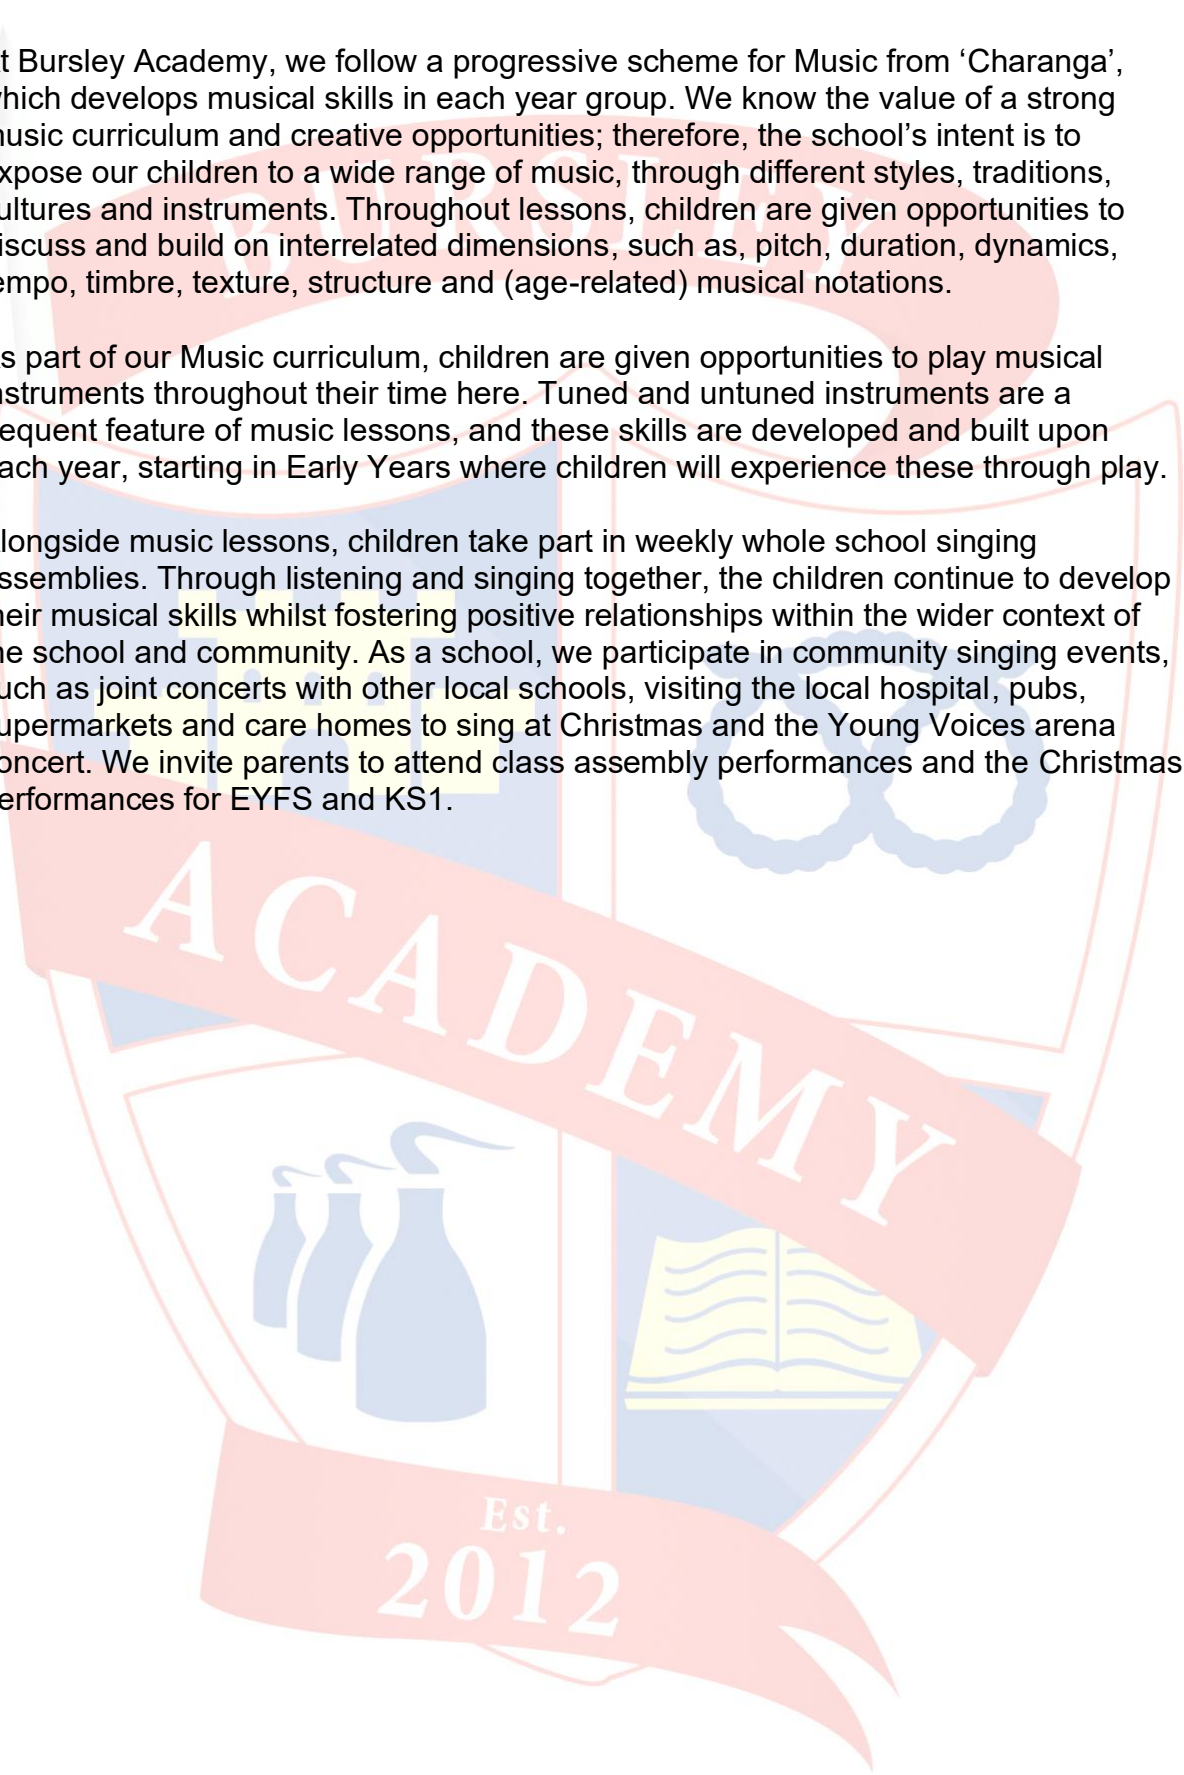 t Bursley Academy, we follow a progressive scheme for Music from ‘Charanga’,
which develops musical skills in each year group. We know the value of a strong
music curriculum and creative opportunities; therefore, the school’s intent is to
xpose our children to a wide range of music, through different styles, traditions,
ultures and instruments. Throughout lessons, children are given opportunities to
iscuss and build on interrelated dimensions, such as, pitch, duration, dynamics,
empo, timbre, texture, structure and (age-related) musical notations.
s part of our Music curriculum, children are given opportunities to play musical
nstruments throughout their time here. Tuned and untuned instruments are a
equent feature of music lessons, and these skills are developed and built upon
ach year, starting in Early Years where children will experience these through play.
longside music lessons, children take part in weekly whole school singing
ssemblies. Through listening and singing together, the children continue to develop
heir musical skills whilst fostering positive relationships within the wider context of
he school and community. As a school, we participate in community singing events,
uch as joint concerts with other local schools, visiting the local hospital, pubs,
upermarkets and care homes to sing at Christmas and the Young Voices arena
oncert. We invite parents to attend class assembly performances and the Christmas
erformances for EYFS and KS1.
BURSLEY
ACADEMY
Est.
2012